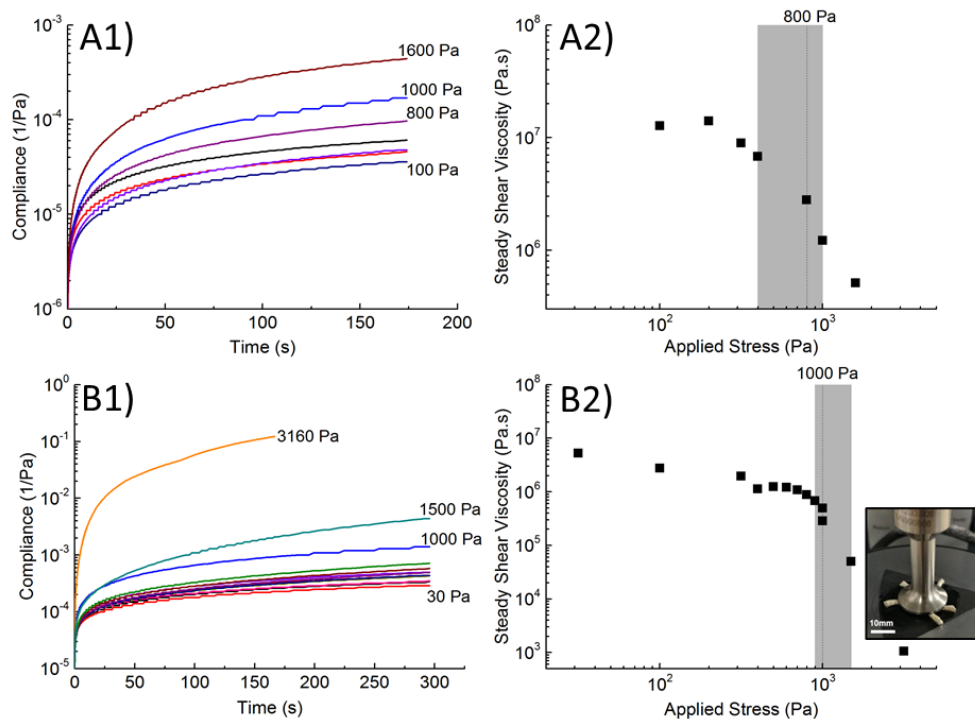 A1)
10^-3
10^-4
10^-5
10^-6
Compliance (1/Pa)
1600 Pa
1000 Pa
800 Pa
100 Pa
0
50
100
150
200
Time (s)
A2)
800 Pa
10^8
10^7
10^6
Steady Shear Viscosity (Pa.s)
10^2
10^3
Applied Stress (Pa)
B1)
10^0
10^-1
10^-2
10^-3
10^-4
10^-5
Compliance (1/Pa)
3160 Pa
1500 Pa
1000 Pa
30 Pa
0
50
100
150
200
250
300
Time (s)
B2)
1000 Pa
10^8
10^7
10^6
10^5
10^4
10^3
Steady Shear Viscosity (Pa.s)
10mm
10^2
10^3
Applied Stress (Pa)